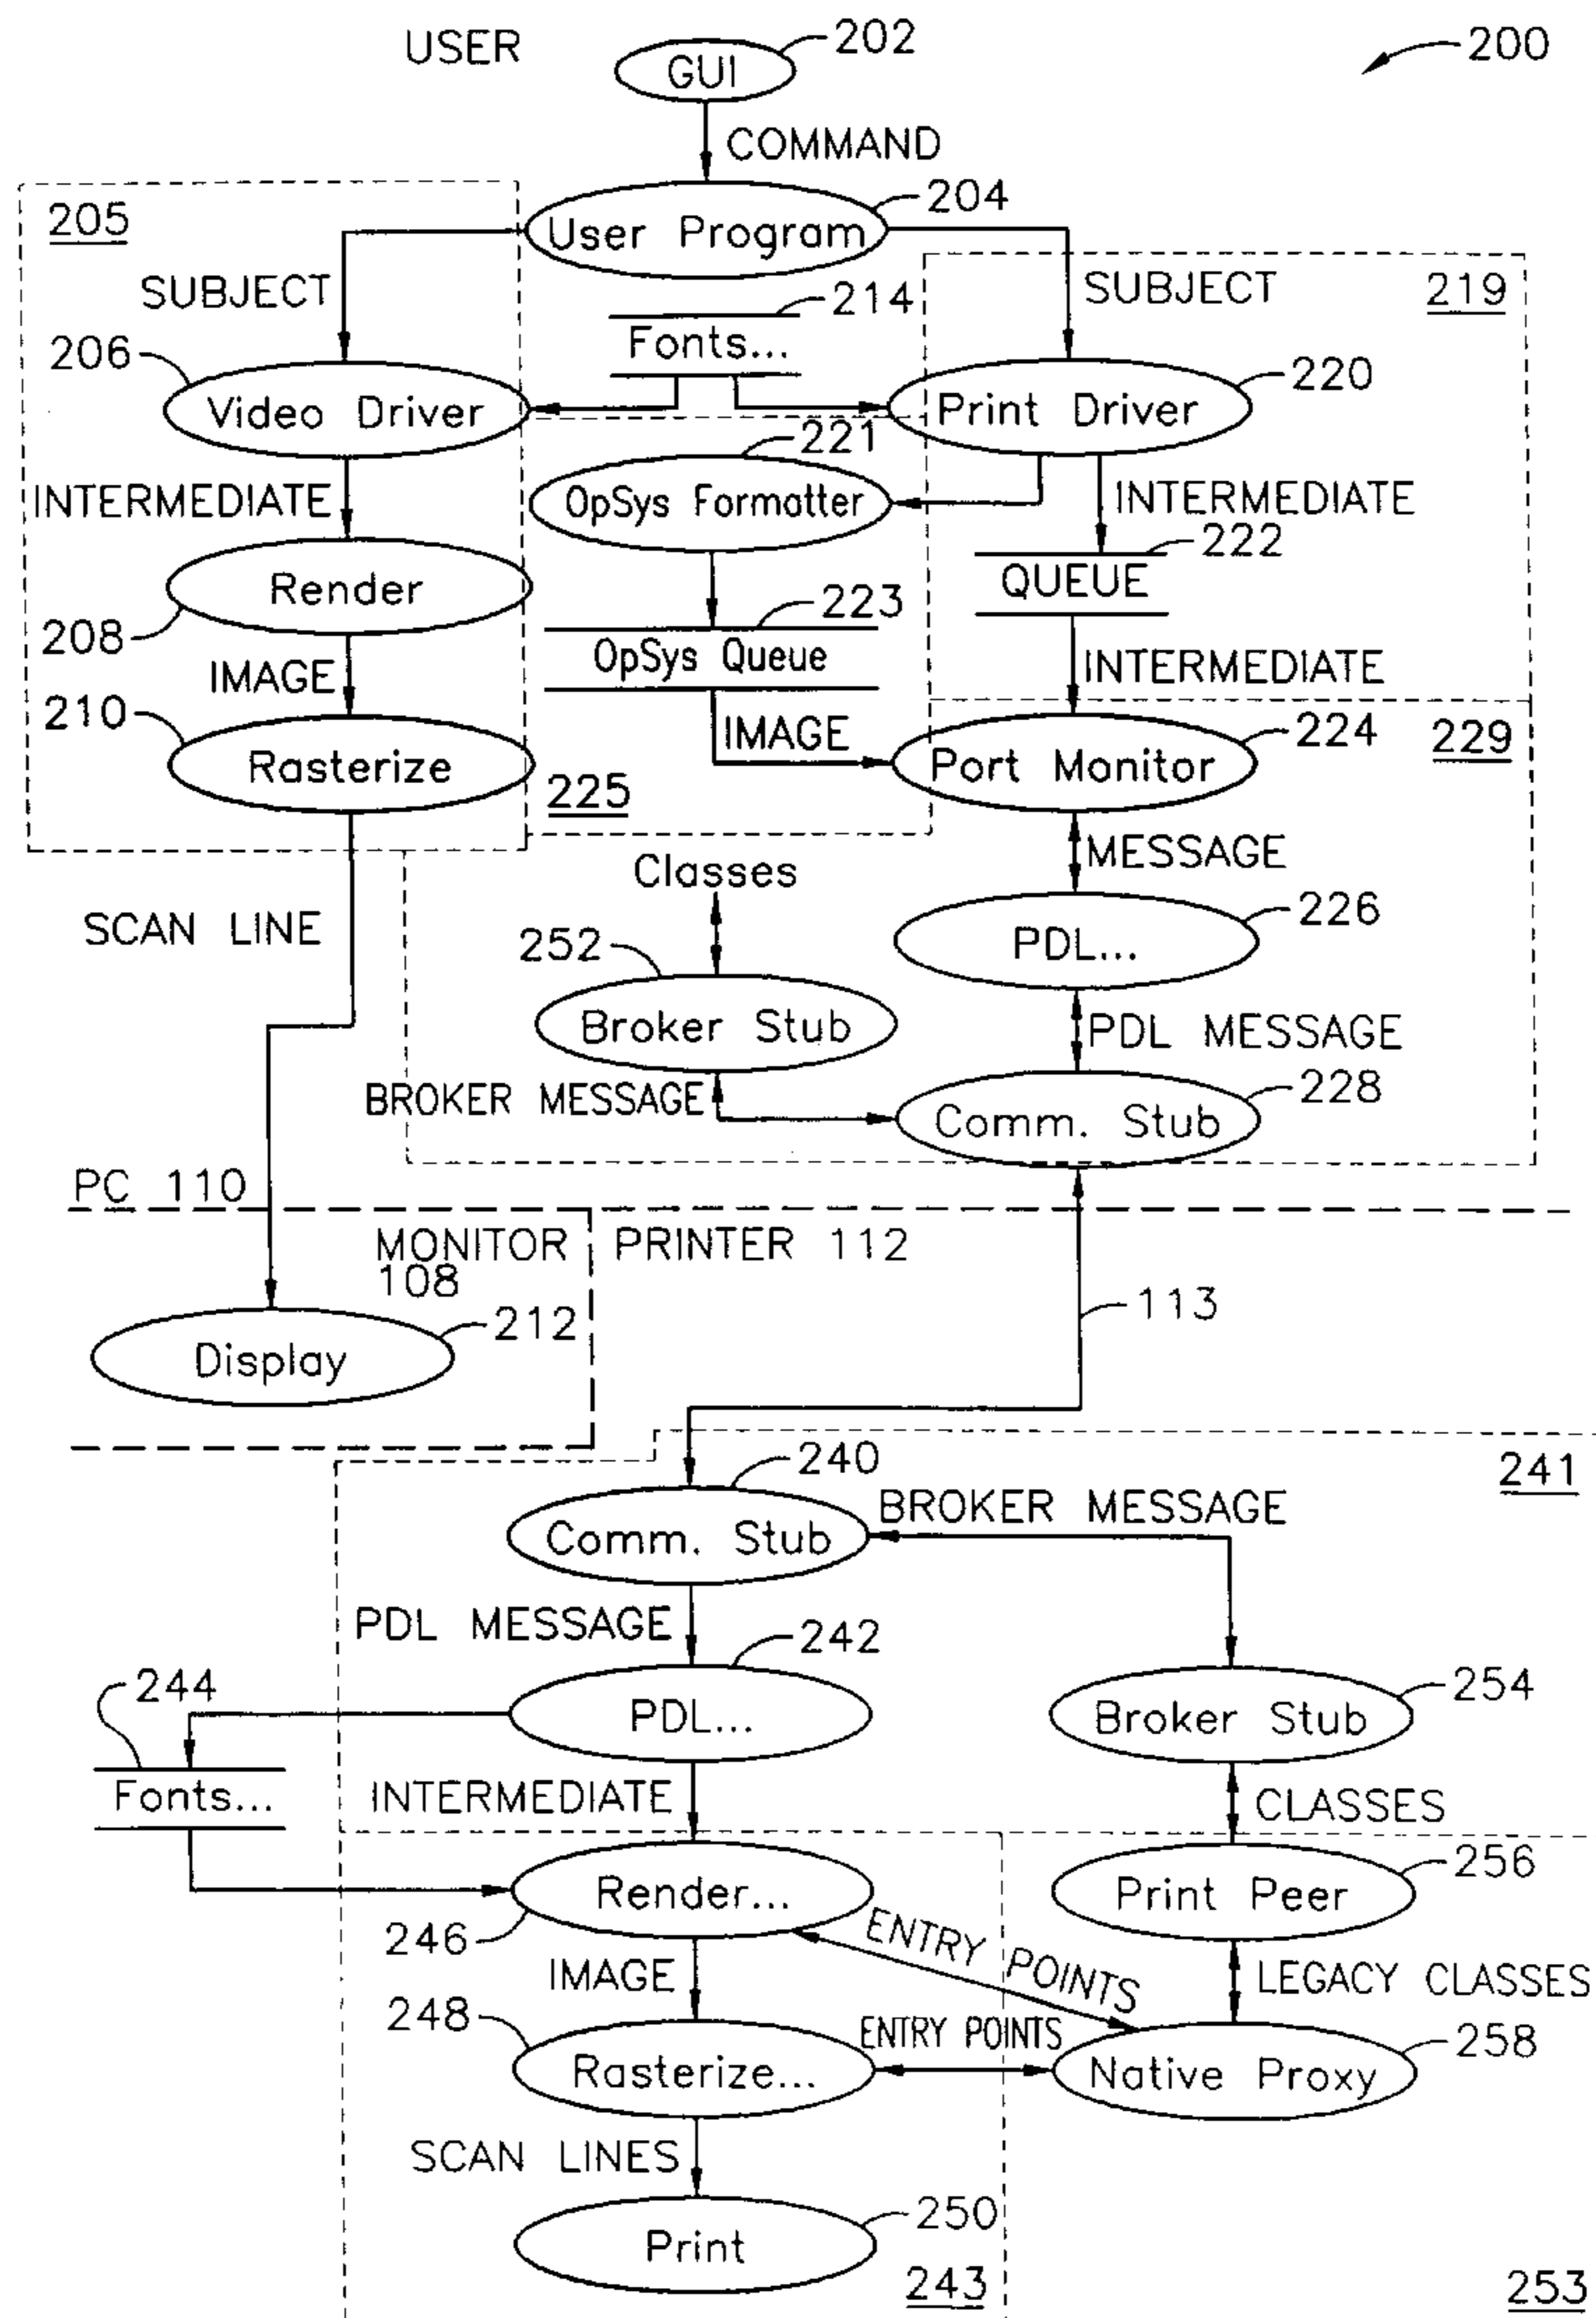 USER
GUI
202
200
COMMAND
205
User Program
204
SUBJECT
214
SUBJECT
219
206
Fonts...
220
Video Driver
Print Driver
221
INTERMEDIATE
OpSys Formatter
INTERMEDIATE
222
Render
QUEUE
208
223
OpSys Queue
IMAGE
INTERMEDIATE
210
IMAGE
224
229
Rasterize
225
Port Monitor
Classes
MESSAGE
SCAN LINE
252
226
PDL...
Broker Stub
PDL MESSAGE
BROKER MESSAGE
228
Comm. Stub
PC 110
MONITOR
108
PRINTER 112
113
212
Display
240
241
BROKER MESSAGE
Comm. Stub
PDL MESSAGE
242
244
254
PDL...
Broker Stub
Fonts...
INTERMEDIATE
CLASSES
256
Render...
Print Peer
246
ENTRY POINTS
IMAGE
LEGACY CLASSES
248
ENTRY POINTS
258
Rasterize...
Native Proxy
SCAN LINES
250
Print
243
253